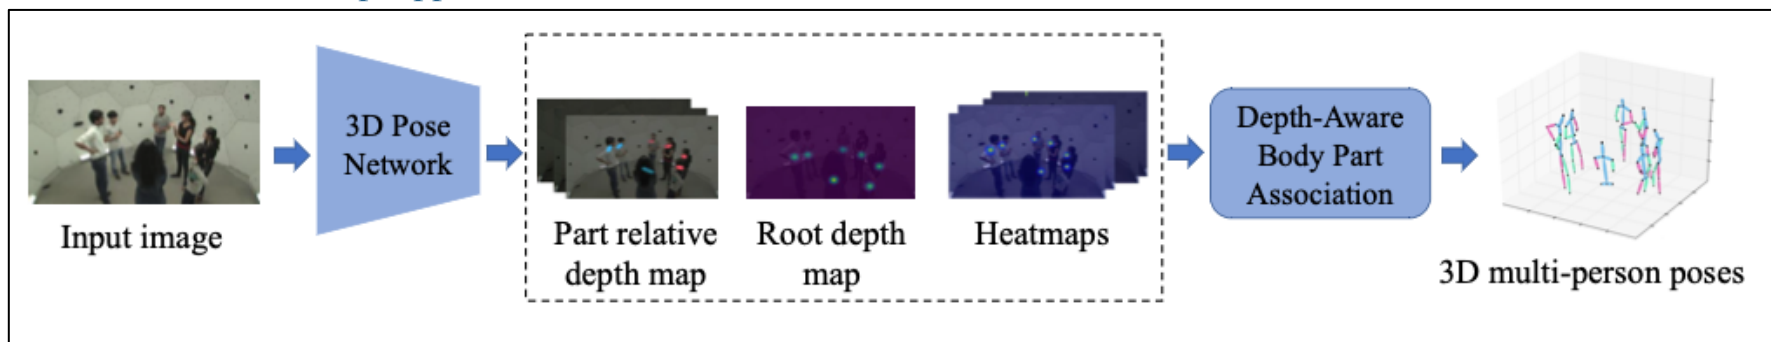 3D Pose
Network
Depth-Aware
Body Part
Association
Input image
Part relative
depth map
Root depth
map
Heatmaps
3D multi-person poses